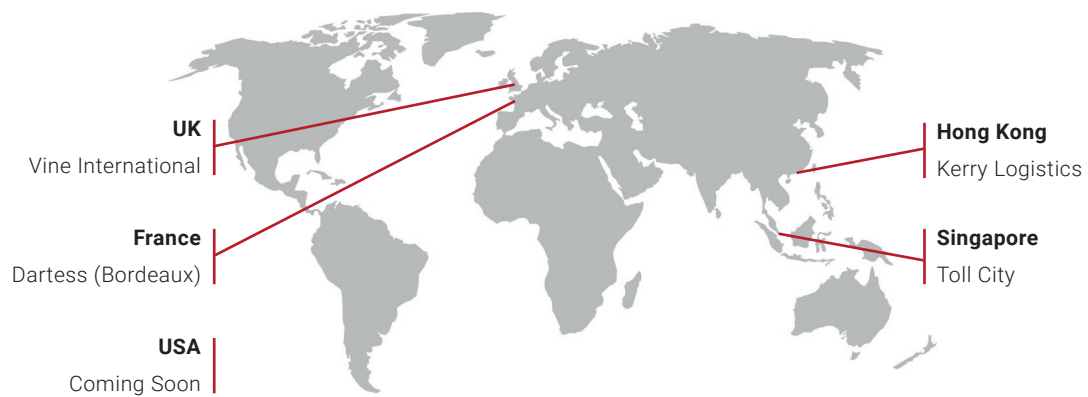 UK
Vine International
France
Dartess (Bordeaux)
USA
Coming Soon
Hong Kong
Kerry Logistics
Singapore
Toll City